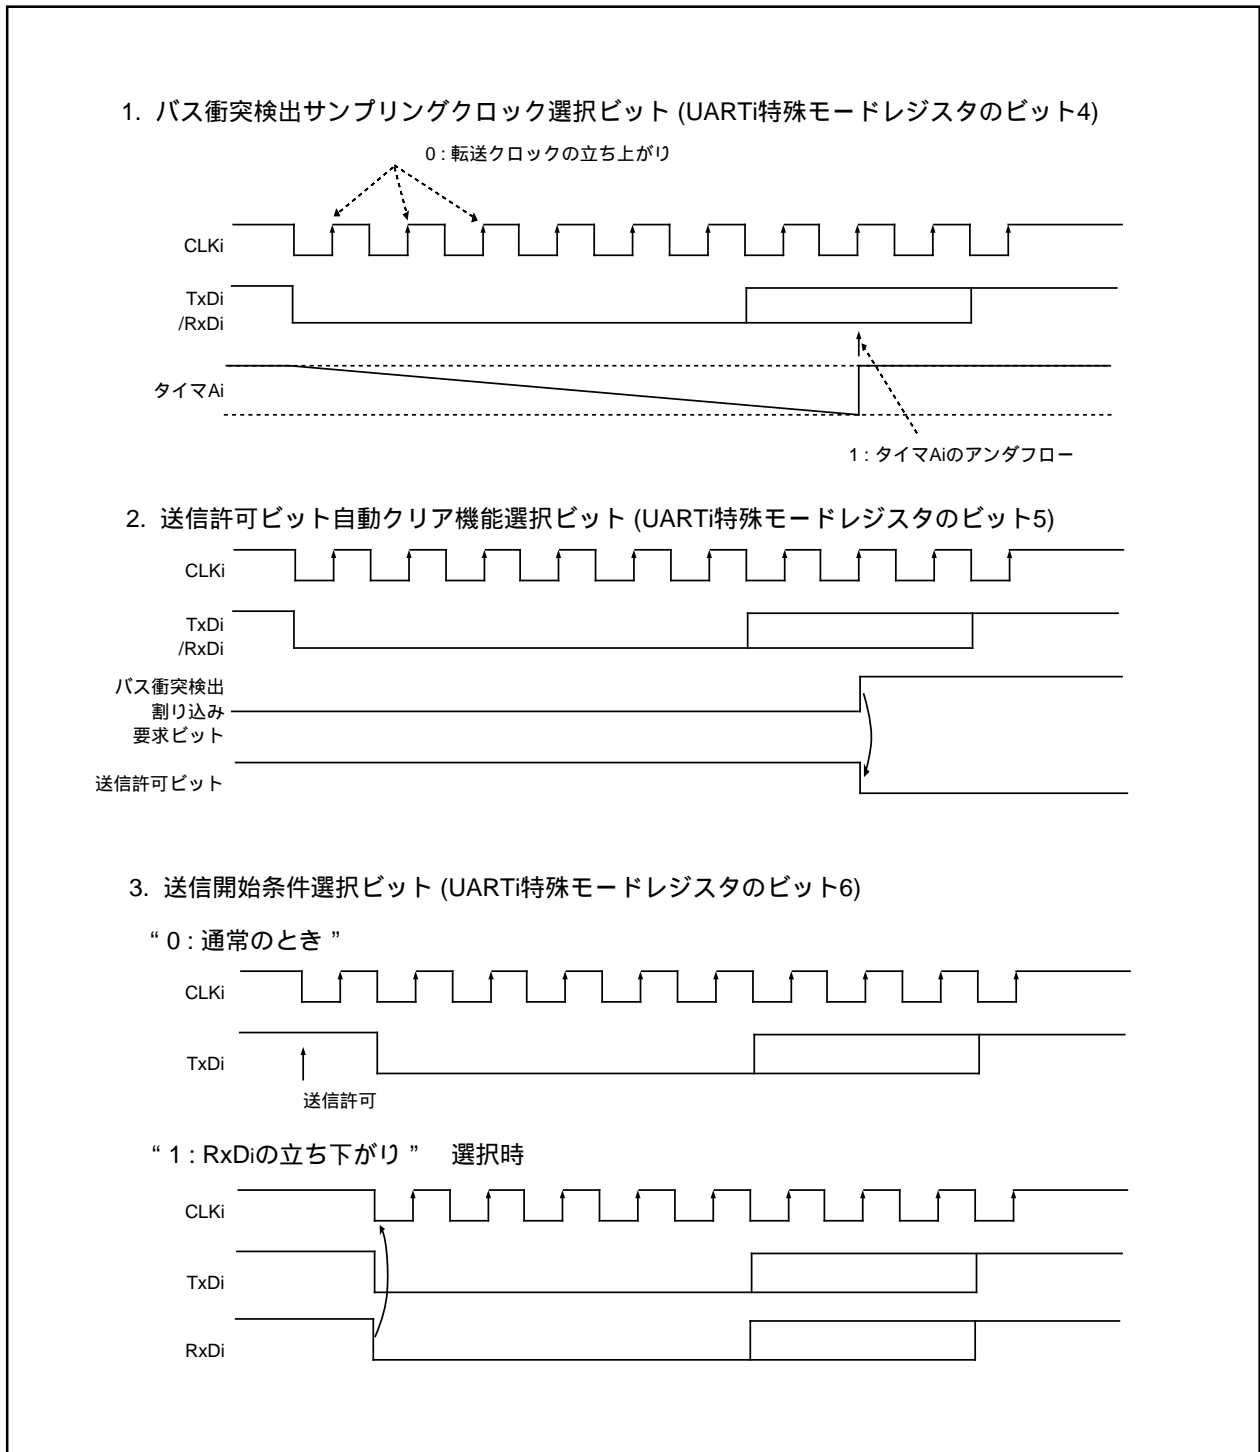 1. バス衝突検出サンプリングクロック選択ビット (UARTi特殊モードレジスタのビット4)
0 : 転送クロックの立ち上がり
CLKi
TxDi
/RxDi
タイマAi
1 : タイマAiのアンダフロー
2. 送信許可ビット自動クリア機能選択ビット (UARTi特殊モードレジスタのビット5)
CLKi
TxDi
/RxDi
バス衝突検出
割り込み
要求ビット
送信許可ビット
3. 送信開始条件選択ビット (UARTi特殊モードレジスタのビット6)
“ 0 : 通常のとき ”
CLKi
TxDi
送信許可
“ 1 : RxDiの立ち下がり ” 選択時
CLKi
TxDi
RxDi